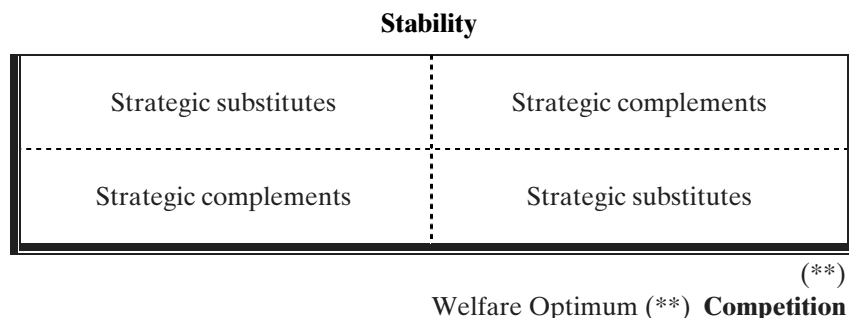 Stability
Strategic substitutes Strategic complements
Strategic complements Strategic substitutes
(**)
Welfare Optimum (**) Competition